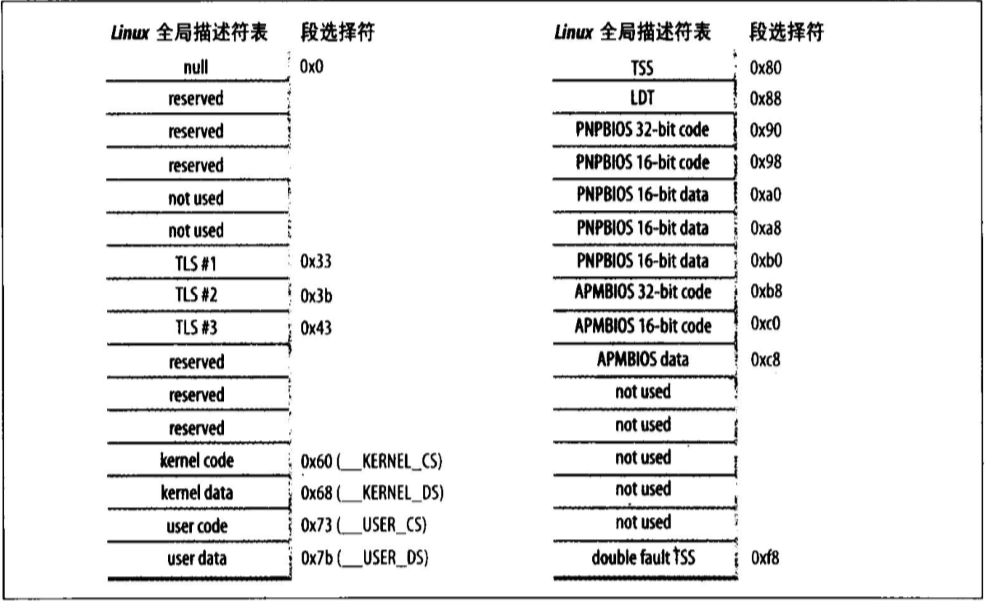 Linux 全局描述符表 段选择符
null 0x0
reserved
reserved
reserved
not used
not used
TLS #1 0x33
TLS #2 0x3b
TLS #3 0x43
reserved
reserved
reserved
kernel code 0x60 (__KERNEL_CS)
kernel data 0x68 (__KERNEL_DS)
user code 0x73 (__USER_CS)
user data 0x7b (__USER_DS)
Linux 全局描述符表 段选择符
TSS 0x80
LDT 0x88
PNPBIOS 32-bit code 0x90
PNPBIOS 16-bit code 0x98
PNPBIOS 16-bit data 0xa0
PNPBIOS 16-bit data 0xa8
PNPBIOS 16-bit data 0xb0
APMBIOS 32-bit code 0xb8
APMBIOS 16-bit code 0xc0
APMBIOS data 0xc8
not used
not used
not used
not used
not used
double fault TSS 0xf8